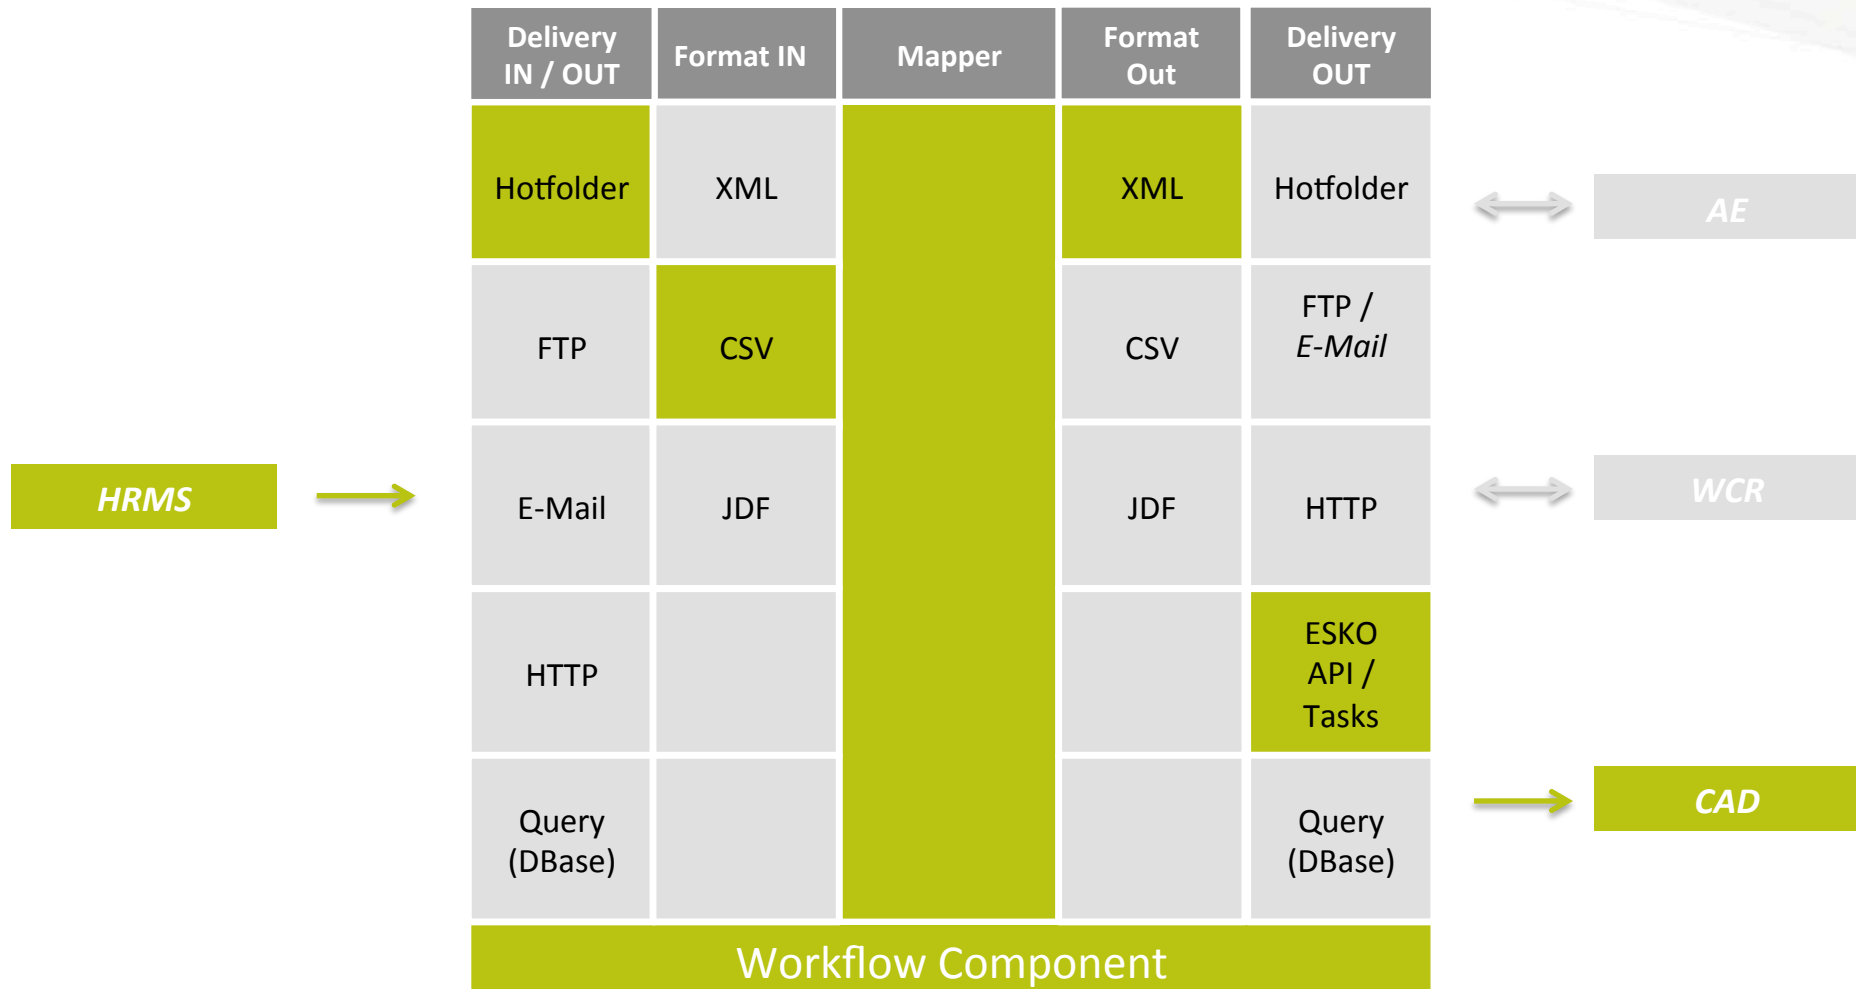 Delivery
IN / OUT
Format IN
Mapper
Format
Out
Delivery
OUT
Hotfolder
XML
XML
Hotfolder
AE
FTP
CSV
CSV
FTP /
E-Mail
HRMS
E-Mail
JDF
JDF
HTTP
WCR
HTTP
ESKO
API /
Tasks
Query
(DBase)
Query
(DBase)
CAD
Workflow Component